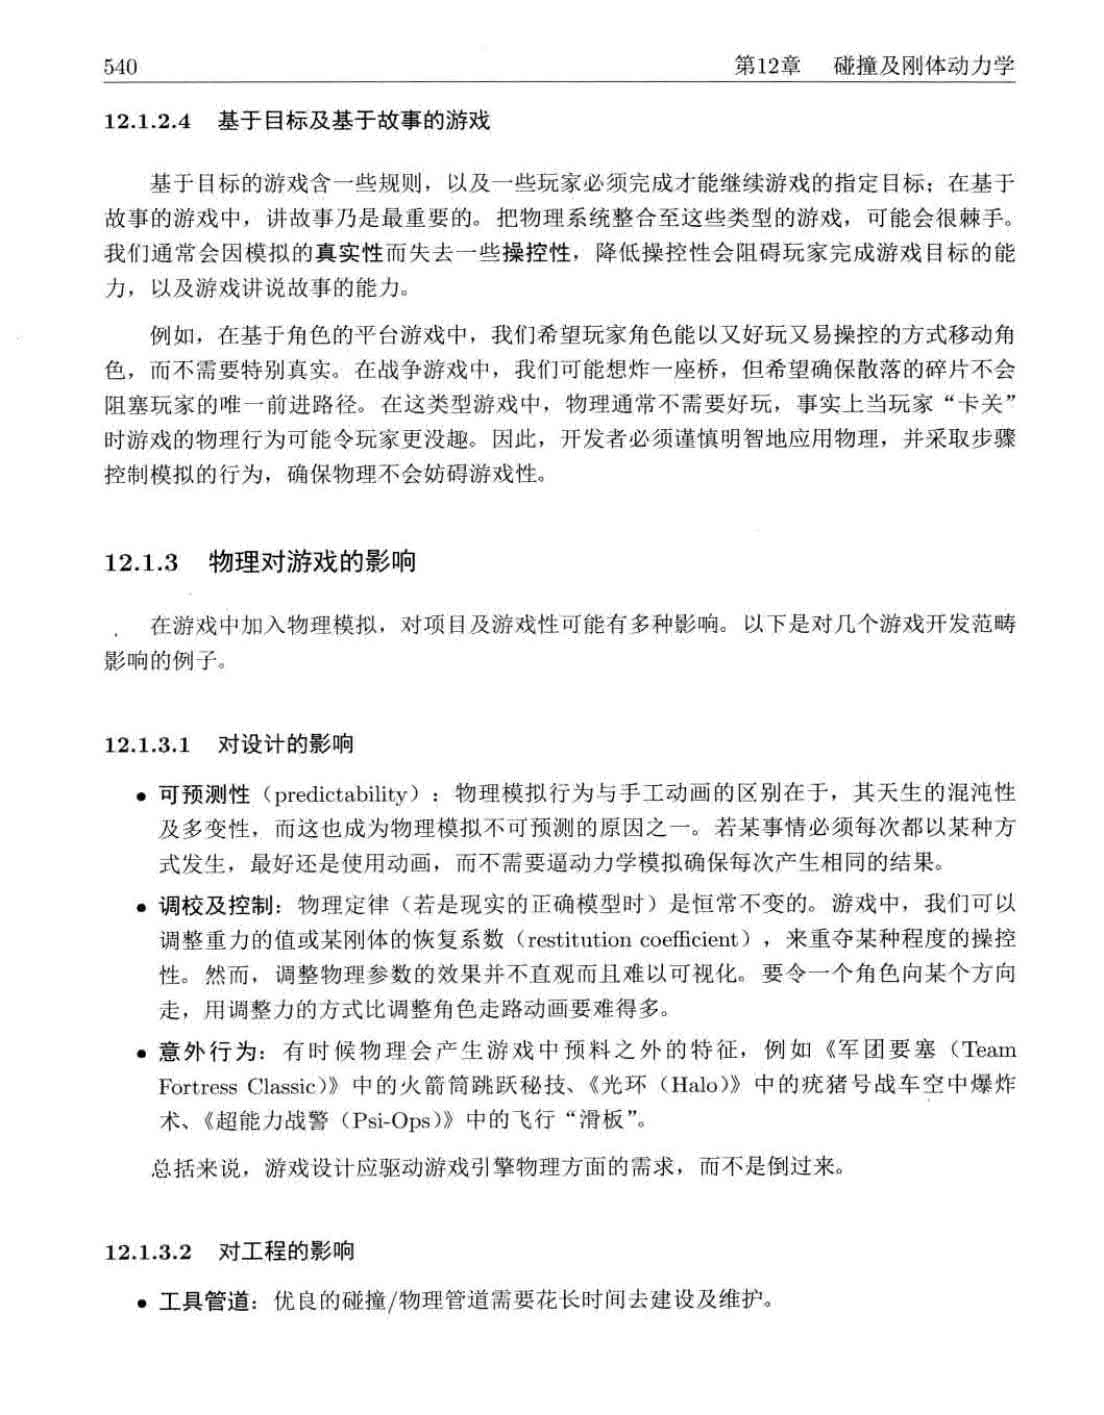 540
第12章 碰撞及刚体动力学
12.1.2.4 基于目标及基于故事的游戏
基于目标的游戏含一些规则，以及一些玩家必须完成才能继续游戏的指定目标；在基于
故事的游戏中，讲故事乃是最重要的。把物理系统整合至这些类型的游戏，可能会很棘手。
我们通常会因模拟的真实性而失去一些操控性，降低操控性会阻碍玩家完成游戏目标的能
力，以及游戏讲说故事的能力。
例如，在基于角色的平台游戏中，我们希望玩家角色能以又好玩又易操控的方式移动角
色，而不需要特别真实。在战争游戏中，我们可能想炸一座桥，但希望确保散落的碎片不会
阻塞玩家的唯一前进路径。在这类型游戏中，物理通常不需要好玩，事实上当玩家“卡关”
时游戏的物理行为可能令玩家更没趣。因此，开发者必须谨慎明智地应用物理，并采取步骤
控制模拟的行为，确保物理不会妨碍游戏性。
12.1.3 物理对游戏的影响
在游戏中加入物理模拟，对项目及游戏性可能有多种影响。以下是对几个游戏开发范畴
影响的例子。
12.1.3.1 对设计的影响
• 可预测性（predictability）：物理模拟行为与手工动画的区别在于，其天生的混沌性
及多变性，而这也成为物理模拟不可预测的原因之一。若某事情必须每次都以某种方
式发生，最好还是使用动画，而不需要逼动力学模拟确保每次产生相同的结果。
• 调校及控制：物理定律（若是现实的正确模型时）是恒常不变的。游戏中，我们可以
调整重力的值或某刚体的恢复系数（restitution coefficient），来重夺某种程度的操控
性。然而，调整物理参数的效果并不直观而且难以可视化。要令一个角色向某个方向
走，用调整力的方式比调整角色走路动画要难得多。
• 意外行为：有时候物理会产生游戏中预料之外的特征，例如《军团要塞（Team
Fortress Classic）》中的火箭筒跳跃秘技、《光环（Halo）》中的疣猪号战车空中爆炸
术、《超能力战警（Psi-Ops）》中的飞行“滑板”。
总括来说，游戏设计应驱动游戏引擎物理方面的需求，而不是倒过来。
12.1.3.2 对工程的影响
• 工具管道：优良的碰撞/物理管道需要花长时间去建设及维护。